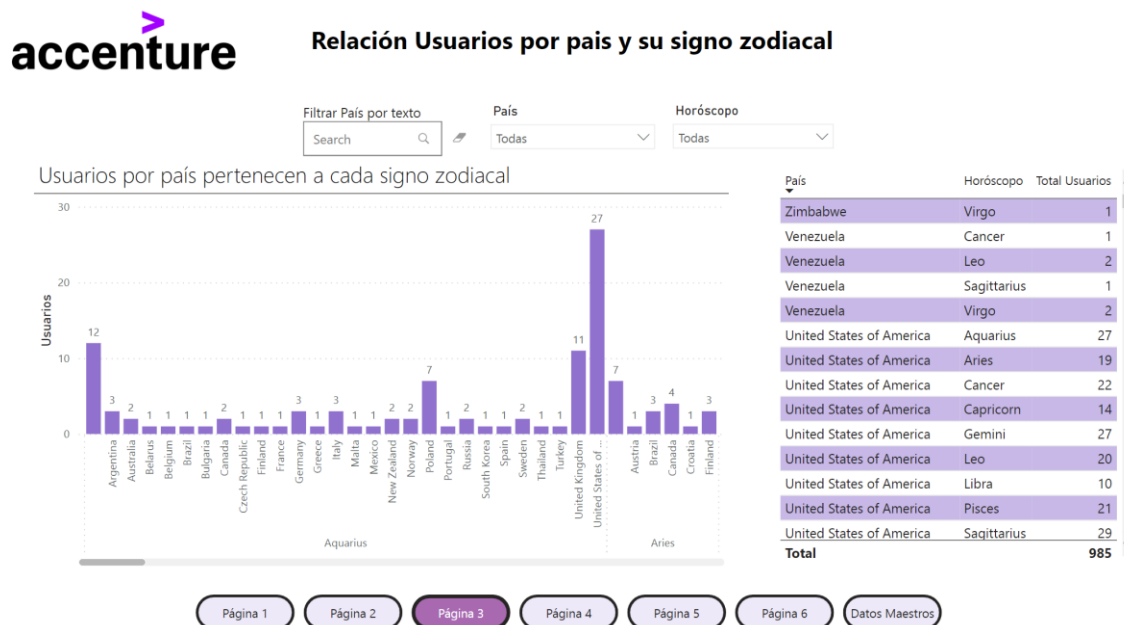 accenture
Relación Usuarios por pais y su signo zodiacal
Filtrar País por texto
Search
País
Todas
Horóscopo
Todas
Usuarios por país pertenecen a cada signo zodiacal
Usuarios
30
20
10
0
12
3
2
1
1
1
1
2
1
1
1
3
1
3
1
1
2
2
7
1
2
1
1
2
1
1
11
27
7
1
3
4
1
3
Argentina
Australia
Belarus
Belgium
Brazil
Bulgaria
Canada
Czech Republic
Finland
France
Germany
Greece
Italy
Malta
Mexico
New Zealand
Norway
Poland
Portugal
Russia
South Korea
Spain
Sweden
Thailand
Turkey
United Kingdom
United States of ...
Austria
Brazil
Canada
Croatia
Finland
Aquarius
Aries
País Horóscopo Total Usuarios
Zimbabwe Virgo 1
Venezuela Cancer 1
Venezuela Leo 2
Venezuela Sagittarius 1
Venezuela Virgo 2
United States of America Aquarius 27
United States of America Aries 19
United States of America Cancer 22
United States of America Capricorn 14
United States of America Gemini 27
United States of America Leo 20
United States of America Libra 10
United States of America Pisces 21
United States of America Sagittarius 29
Total 985
Página 1
Página 2
Página 3
Página 4
Página 5
Página 6
Datos Maestros